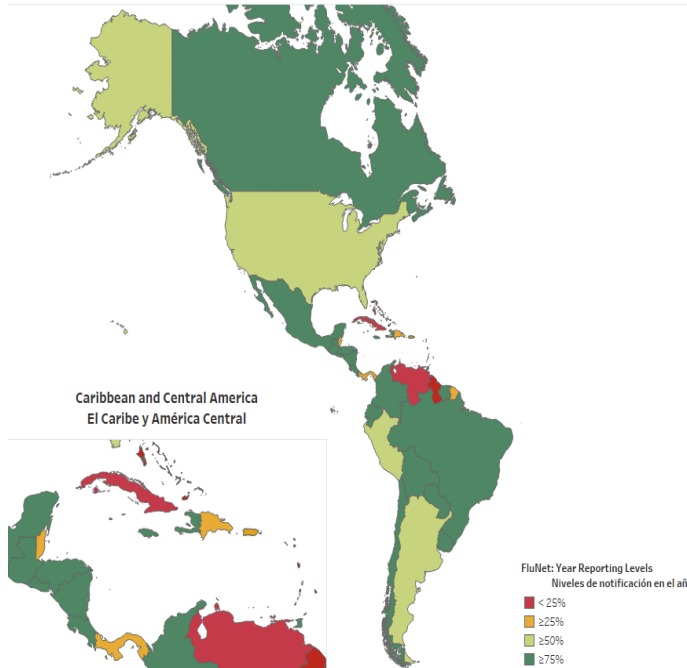 Caribbean and Central America
El Caribe y América Central
FluNet: Year Reporting Levels
Niveles de notificación en el añ
< 25%
≥25%
≥50%
≥75%